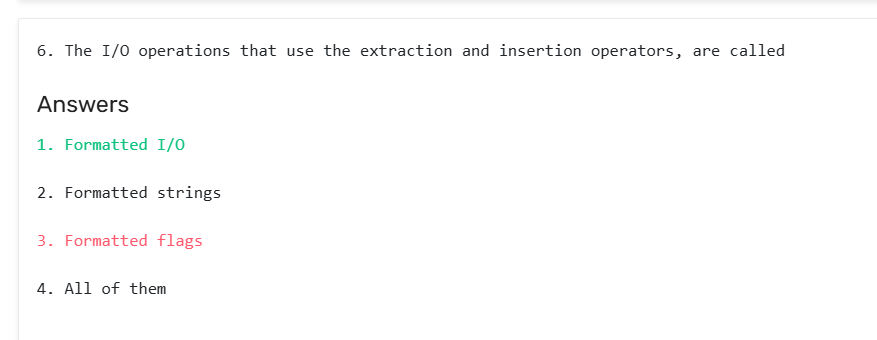 6. The I/O operations that use the extraction and insertion operators, are called
Answers
1. Formatted I/O
2. Formatted strings
3. Formatted flags
4. All of them